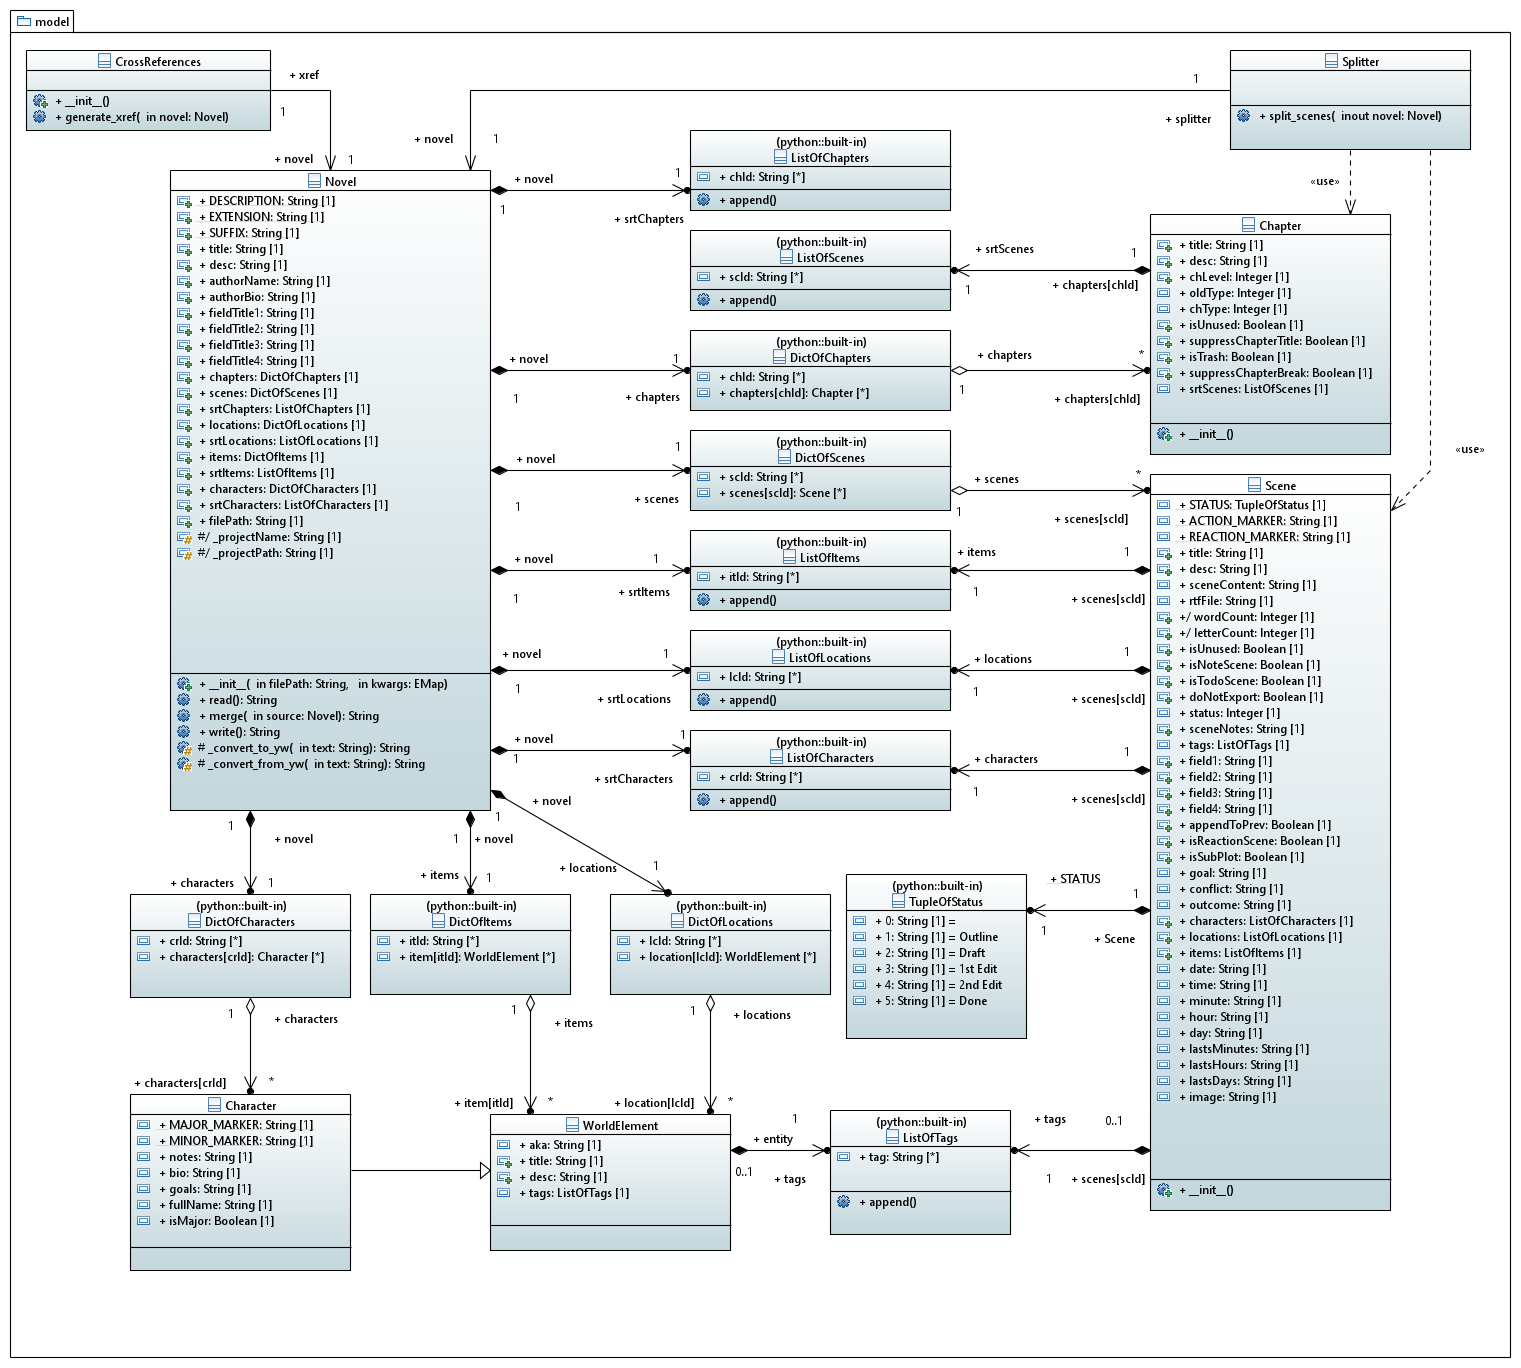 model
CrossReferences
+ __init__()
+ generate_xref(  in novel: Novel)
+ xref
1
+ novel
1
Splitter
+ split_scenes(  inout novel: Novel)
1
+ splitter
+ novel
1
«use»
«use»
Novel
+ DESCRIPTION: String [1]
+ EXTENSION: String [1]
+ SUFFIX: String [1]
+ title: String [1]
+ desc: String [1]
+ authorName: String [1]
+ authorBio: String [1]
+ fieldTitle1: String [1]
+ fieldTitle2: String [1]
+ fieldTitle3: String [1]
+ fieldTitle4: String [1]
+ chapters: DictOfChapters [1]
+ scenes: DictOfScenes [1]
+ srtChapters: ListOfChapters [1]
+ locations: DictOfLocations [1]
+ srtLocations: ListOfLocations [1]
+ items: DictOfItems [1]
+ srtItems: ListOfItems [1]
+ characters: DictOfCharacters [1]
+ srtCharacters: ListOfCharacters [1]
+ filePath: String [1]
#/ _projectName: String [1]
#/ _projectPath: String [1]
+ __init__(  in filePath: String,   in kwargs: EMap)
+ read(): String
+ merge(  in source: Novel): String
+ write(): String
# _convert_to_yw(  in text: String): String
# _convert_from_yw(  in text: String): String
+ novel
1
1
+ srtChapters
(python::built-in)
ListOfChapters
+ chId: String [*]
+ append()
(python::built-in)
ListOfScenes
+ scId: String [*]
+ append()
+ srtScenes
1
1
+ chapters[chId]
+ novel
1
1
+ chapters
(python::built-in)
DictOfChapters
+ chId: String [*]
+ chapters[chId]: Chapter [*]
+ chapters
*
1
+ chapters[chId]
Chapter
+ title: String [1]
+ desc: String [1]
+ chLevel: Integer [1]
+ oldType: Integer [1]
+ chType: Integer [1]
+ isUnused: Boolean [1]
+ suppressChapterTitle: Boolean [1]
+ isTrash: Boolean [1]
+ suppressChapterBreak: Boolean [1]
+ srtScenes: ListOfScenes [1]
+ __init__()
+ novel
1
1
+ scenes
(python::built-in)
DictOfScenes
+ scId: String [*]
+ scenes[scId]: Scene [*]
+ scenes
*
1
+ scenes[scId]
+ novel
1
1
+ srtItems
(python::built-in)
ListOfItems
+ itId: String [*]
+ append()
+ items
1
1
+ scenes[scId]
+ novel
1
1
+ srtLocations
(python::built-in)
ListOfLocations
+ lcId: String [*]
+ append()
+ locations
1
1
+ scenes[scId]
+ novel
1
1
+ srtCharacters
(python::built-in)
ListOfCharacters
+ crId: String [*]
+ append()
+ characters
1
1
+ scenes[scId]
Scene
+ STATUS: TupleOfStatus [1]
+ ACTION_MARKER: String [1]
+ REACTION_MARKER: String [1]
+ title: String [1]
+ desc: String [1]
+ sceneContent: String [1]
+ rtfFile: String [1]
+/ wordCount: Integer [1]
+/ letterCount: Integer [1]
+ isUnused: Boolean [1]
+ isNoteScene: Boolean [1]
+ isTodoScene: Boolean [1]
+ doNotExport: Boolean [1]
+ status: Integer [1]
+ sceneNotes: String [1]
+ tags: ListOfTags [1]
+ field1: String [1]
+ field2: String [1]
+ field3: String [1]
+ field4: String [1]
+ appendToPrev: Boolean [1]
+ isReactionScene: Boolean [1]
+ isSubPlot: Boolean [1]
+ goal: String [1]
+ conflict: String [1]
+ outcome: String [1]
+ characters: ListOfCharacters [1]
+ locations: ListOfLocations [1]
+ items: ListOfItems [1]
+ date: String [1]
+ time: String [1]
+ minute: String [1]
+ hour: String [1]
+ day: String [1]
+ lastsMinutes: String [1]
+ lastsHours: String [1]
+ lastsDays: String [1]
+ image: String [1]
+ __init__()
1
+ novel
+ characters
1
1
+ novel
+ items
1
+ novel
1
+ locations
1
(python::built-in)
DictOfCharacters
+ crId: String [*]
+ characters[crId]: Character [*]
(python::built-in)
DictOfItems
+ itId: String [*]
+ item[itId]: WorldElement [*]
(python::built-in)
DictOfLocations
+ lcId: String [*]
+ location[lcId]: WorldElement [*]
(python::built-in)
TupleOfStatus
+ 0: String [1] =
+ 1: String [1] = Outline
+ 2: String [1] = Draft
+ 3: String [1] = 1st Edit
+ 4: String [1] = 2nd Edit
+ 5: String [1] = Done
+ STATUS
1
1
+ Scene
1
+ characters
+ characters[crId]
*
1
+ items
+ item[itId]
*
1
+ locations
+ location[lcId]
*
Character
+ MAJOR_MARKER: String [1]
+ MINOR_MARKER: String [1]
+ notes: String [1]
+ bio: String [1]
+ goals: String [1]
+ fullName: String [1]
+ isMajor: Boolean [1]
WorldElement
+ aka: String [1]
+ title: String [1]
+ desc: String [1]
+ tags: ListOfTags [1]
1
+ entity
0..1
+ tags
(python::built-in)
ListOfTags
+ tag: String [*]
+ append()
+ tags
0..1
1
+ scenes[scId]